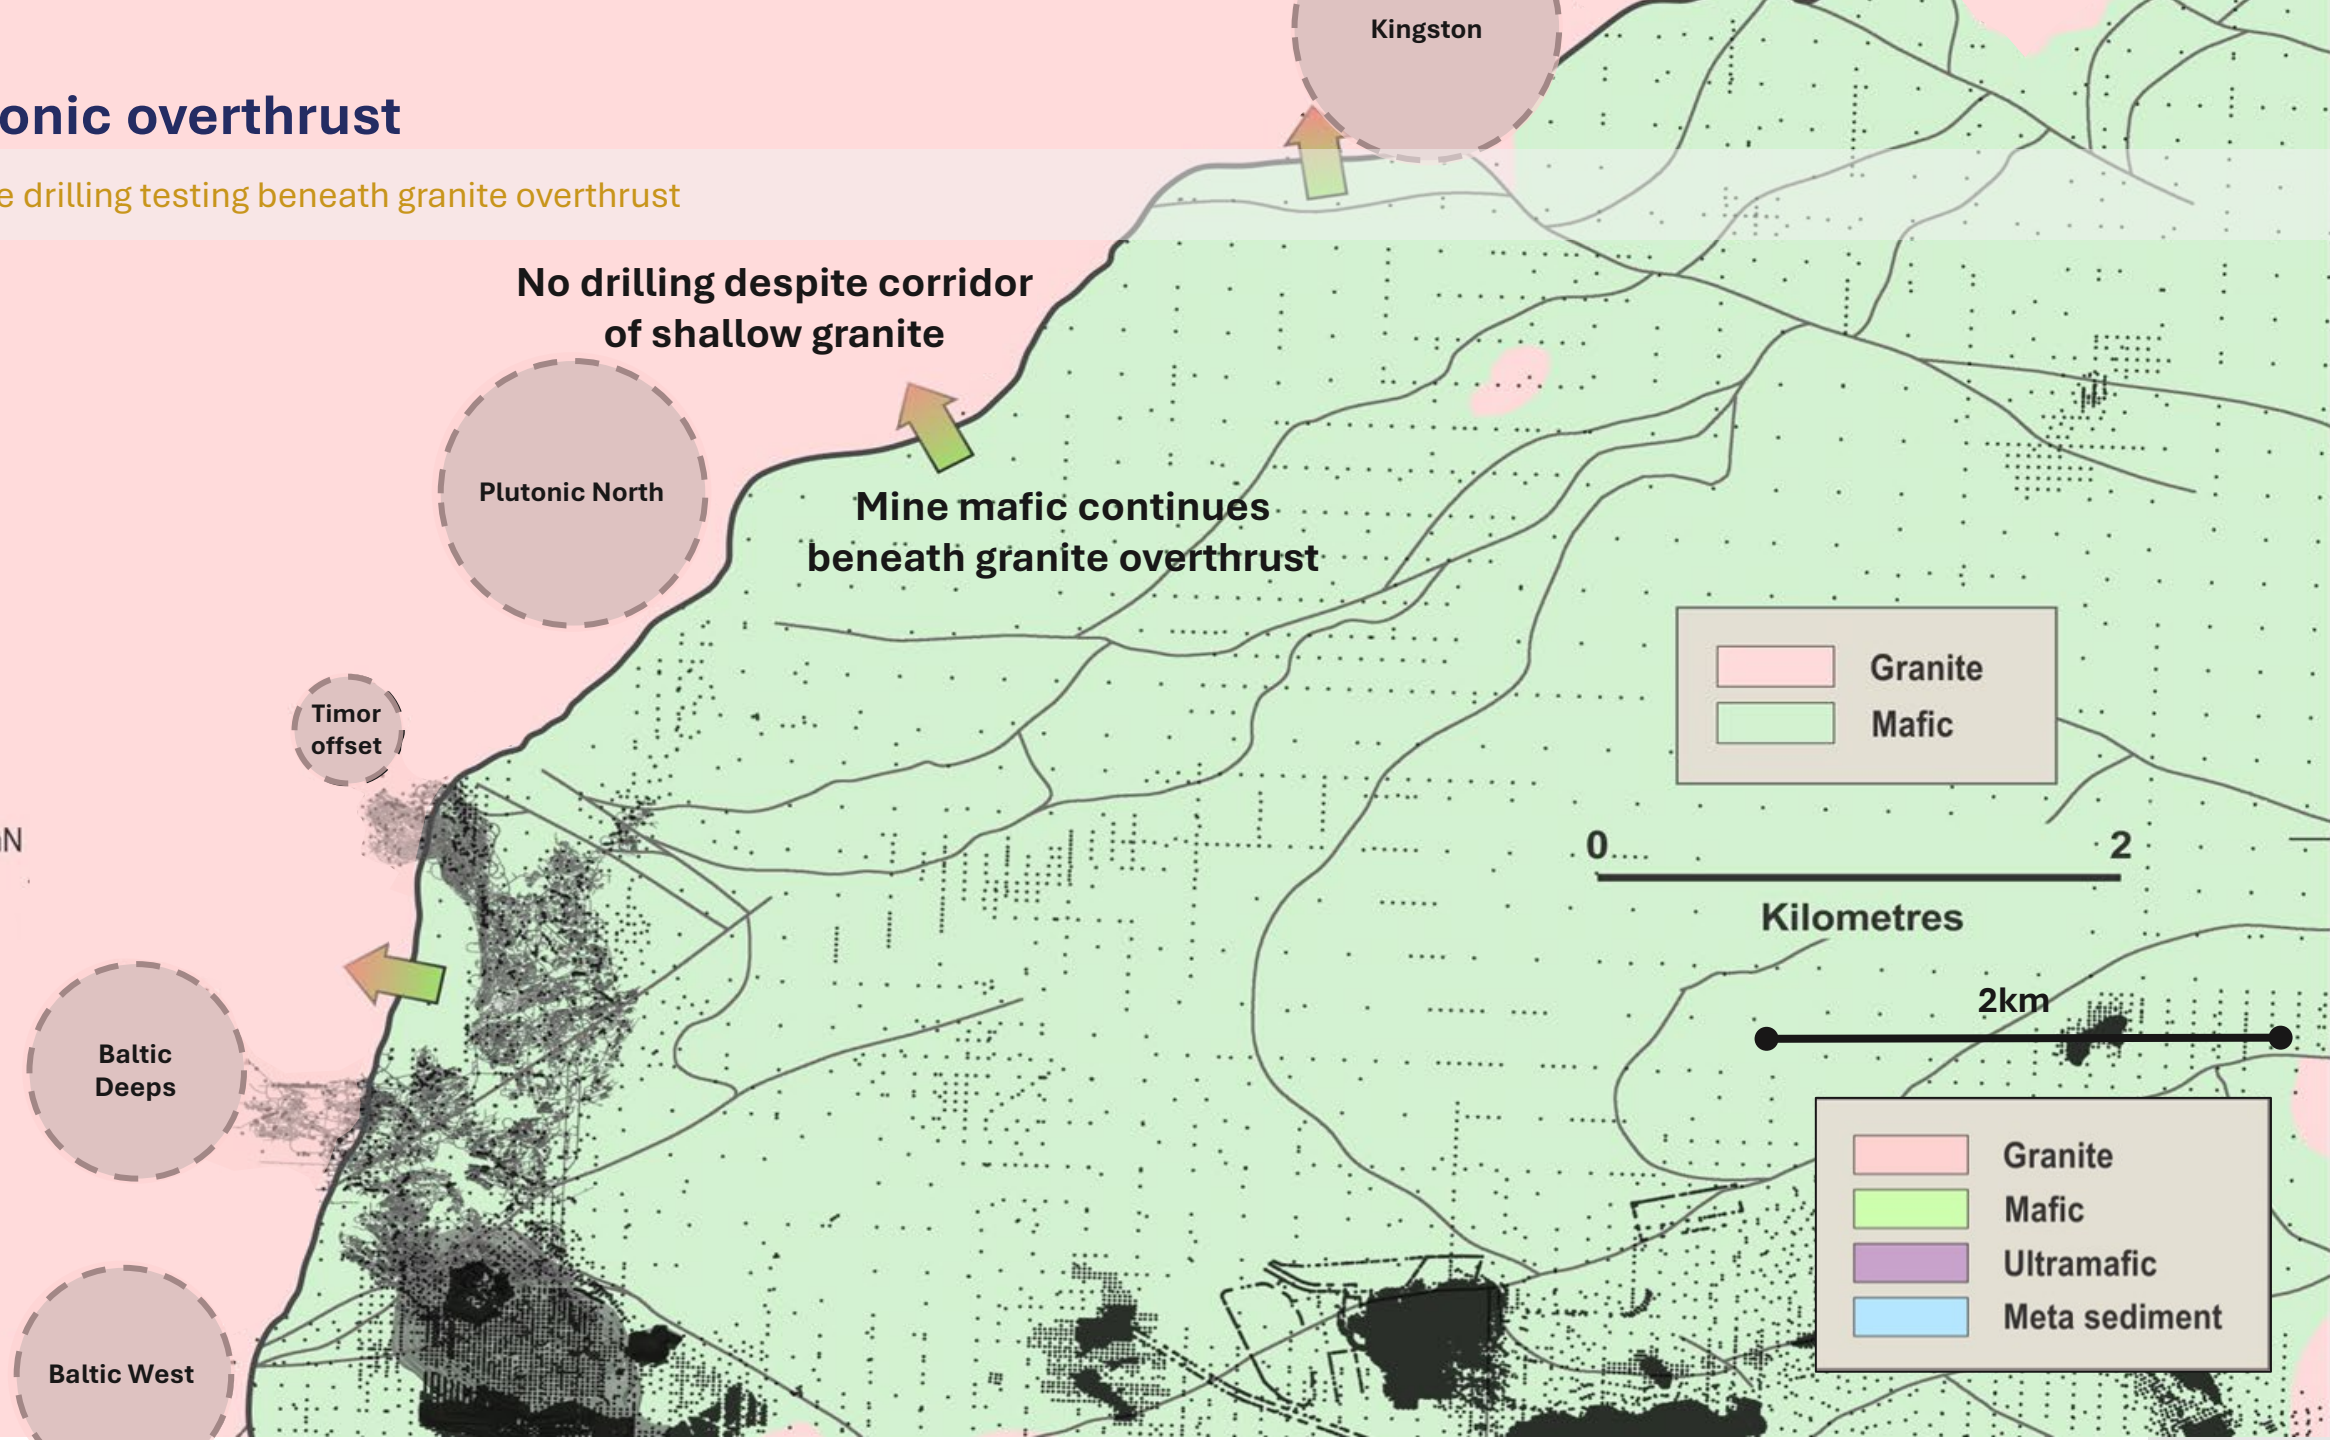 Kingston
onic overthrust
e drilling testing beneath granite overthrust
No drilling despite corridor
of shallow granite
Plutonic North
Mine mafic continues
beneath granite overthrust
Timor
offset
Granite
Mafic
N
0
2
Kilometres
2km
Baltic
Deeps
Granite
Mafic
Ultramafic
Meta sediment
Baltic West